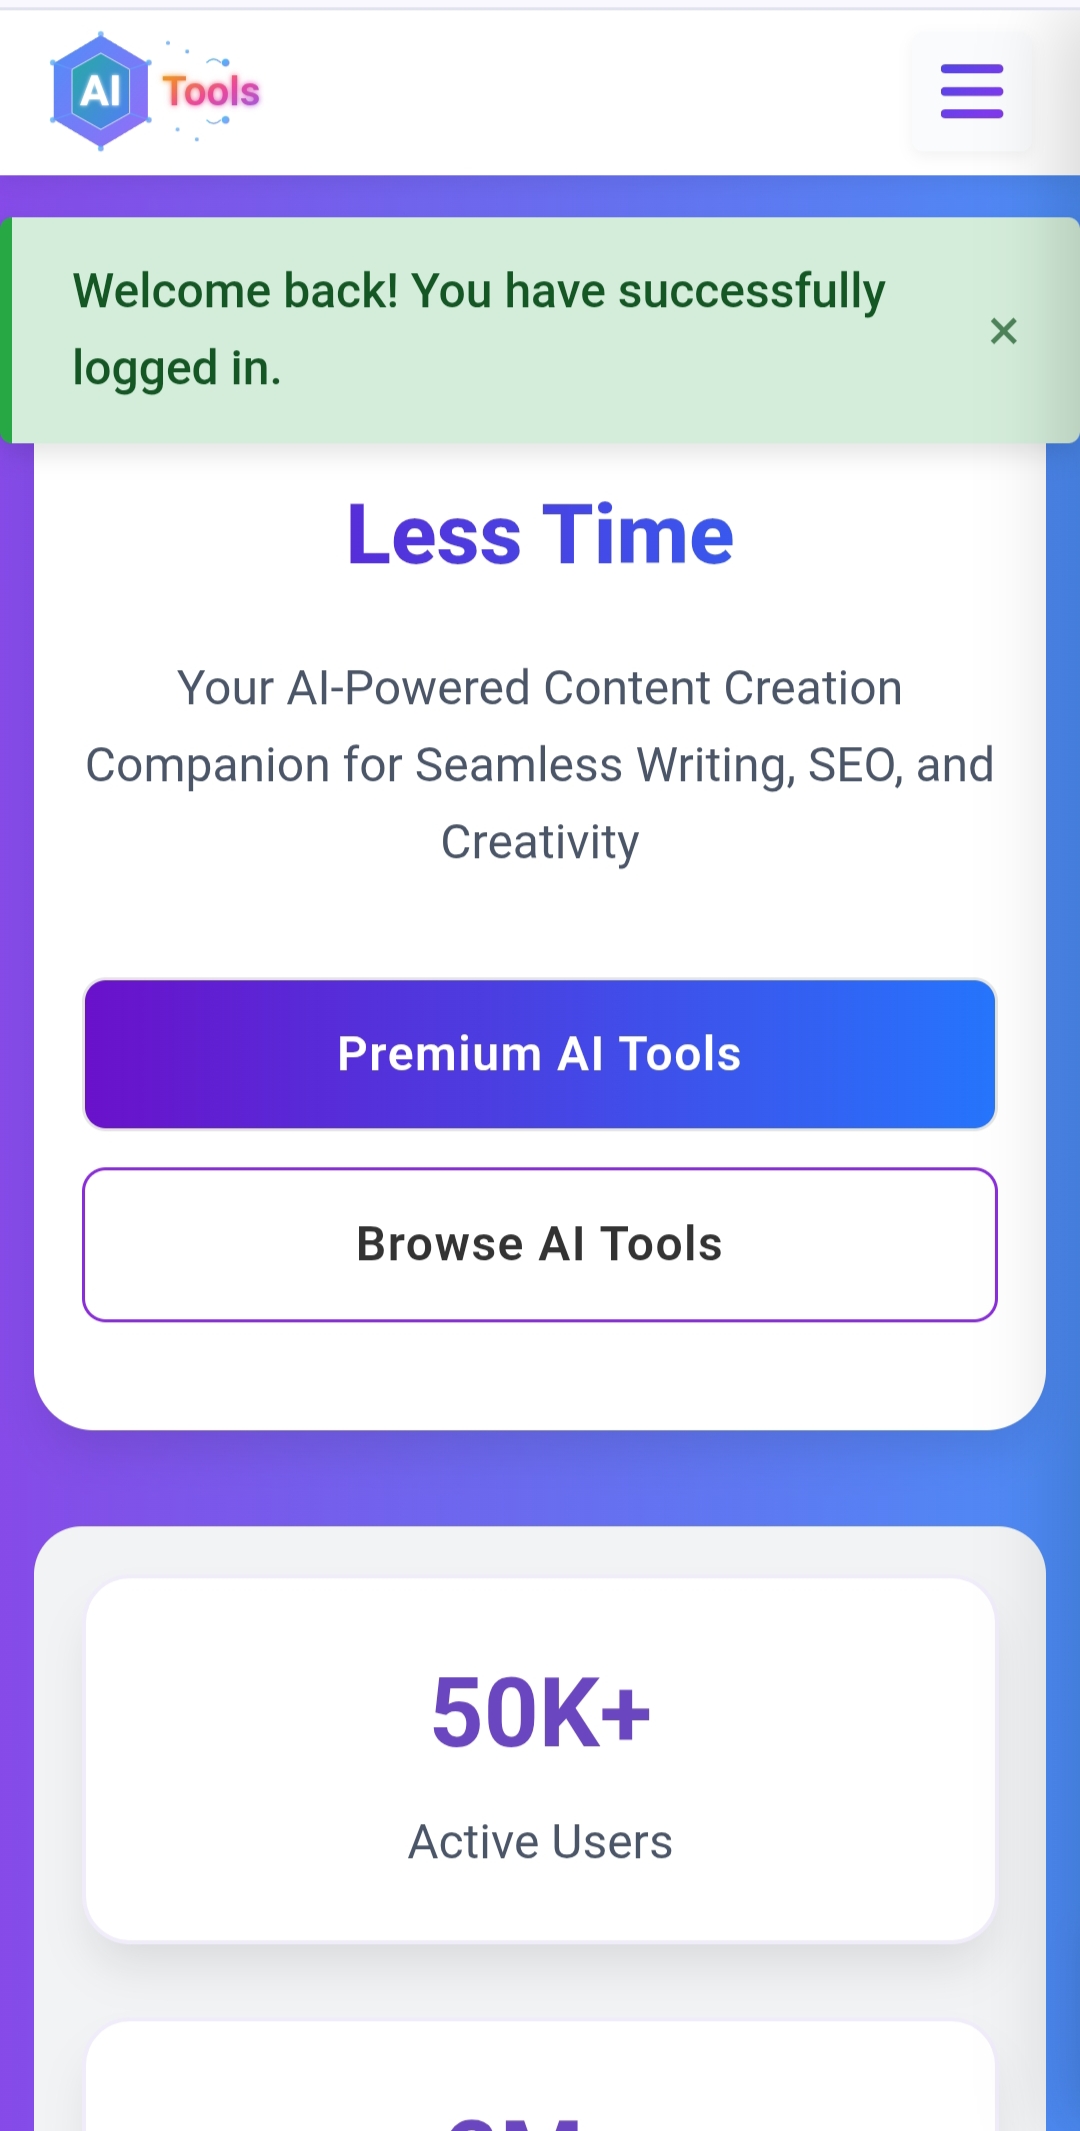 AI Tools
Welcome back! You have successfully
logged in.
×
Less Time
Your AI-Powered Content Creation
Companion for Seamless Writing, SEO, and
Creativity
Premium AI Tools
Browse AI Tools
50K+
Active Users